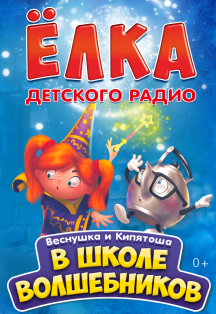 ЁЛКА
ДЕТСКОГО РАДИО
Веснушка и Кипятоша
0+
В ШКОЛЕ
ВОЛШЕБНИКОВ